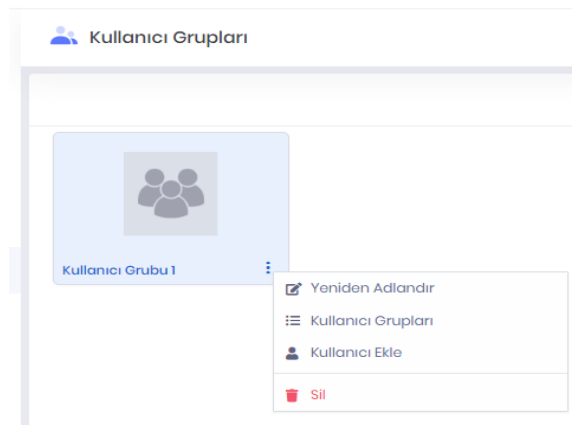 Kullanıcı Grupları
Kullanıcı Grubu 1
Yeniden Adlandır
Kullanıcı Grupları
Kullanıcı Ekle
Sil